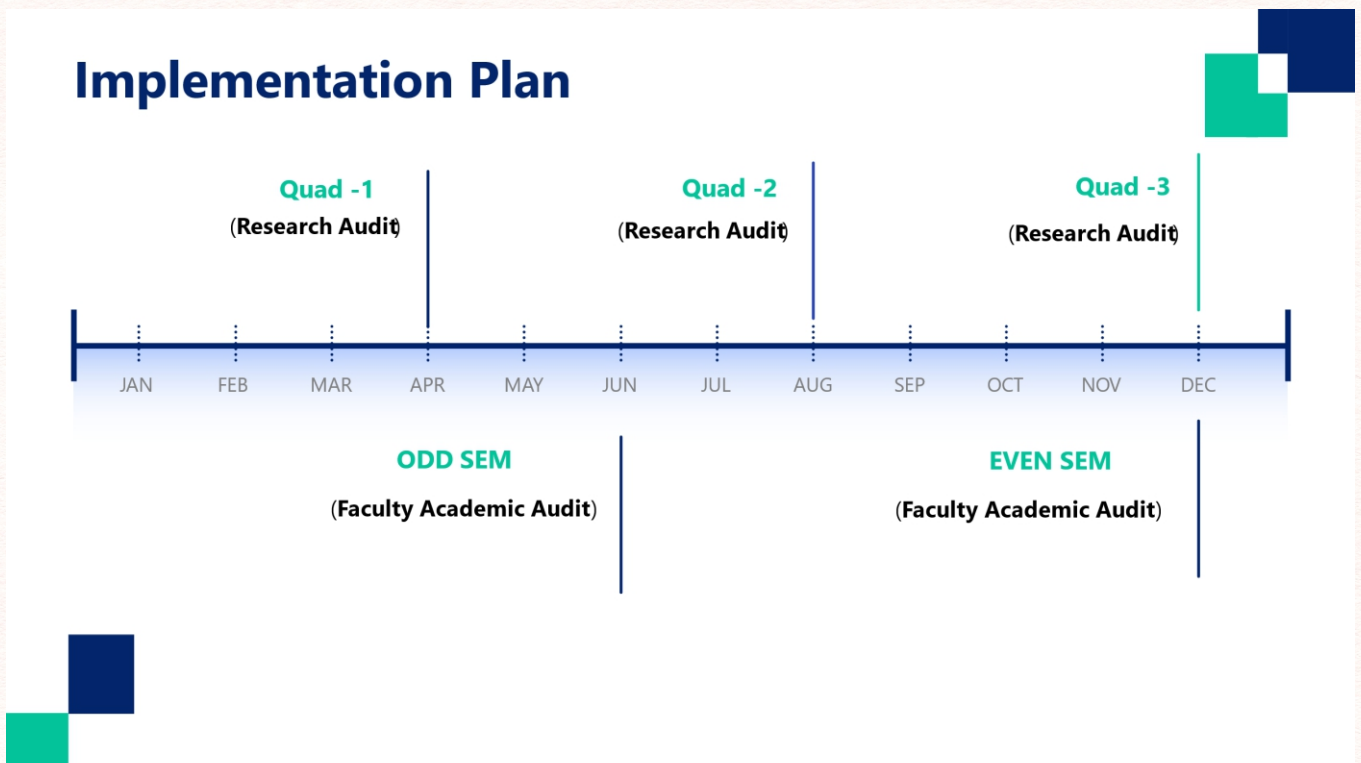 Implementation Plan
Quad -1
(Research Audit)
Quad -2
(Research Audit)
Quad -3
(Research Audit)
JAN FEB MAR APR MAY JUN JUL AUG SEP OCT NOV DEC
ODD SEM
(Faculty Academic Audit)
EVEN SEM
(Faculty Academic Audit)